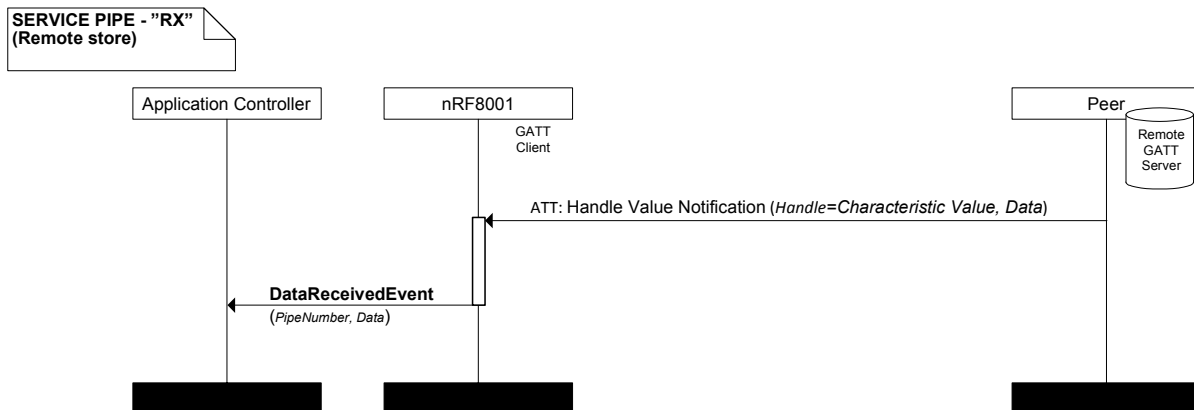 SERVICE PIPE - ”RX”
(Remote store)
Application Controller
nRF8001
Peer
GATT
Client
Remote
GATT
Server
ATT: Handle Value Notification (Handle=Characteristic Value, Data)
DataReceivedEvent
(PipeNumber, Data)